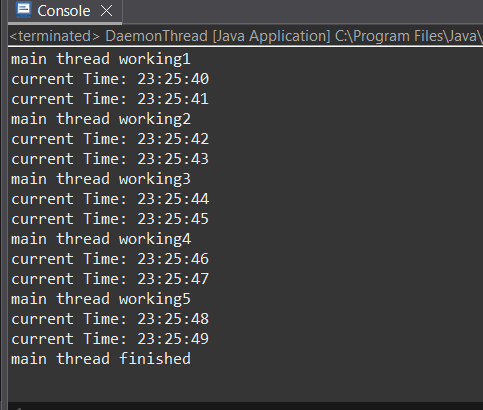 Console
<terminated> DaemonThread [Java Application] C:\Program Files\Java\
main thread working1
current Time: 23:25:40
current Time: 23:25:41
main thread working2
current Time: 23:25:42
current Time: 23:25:43
main thread working3
current Time: 23:25:44
current Time: 23:25:45
main thread working4
current Time: 23:25:46
current Time: 23:25:47
main thread working5
current Time: 23:25:48
current Time: 23:25:49
main thread finished